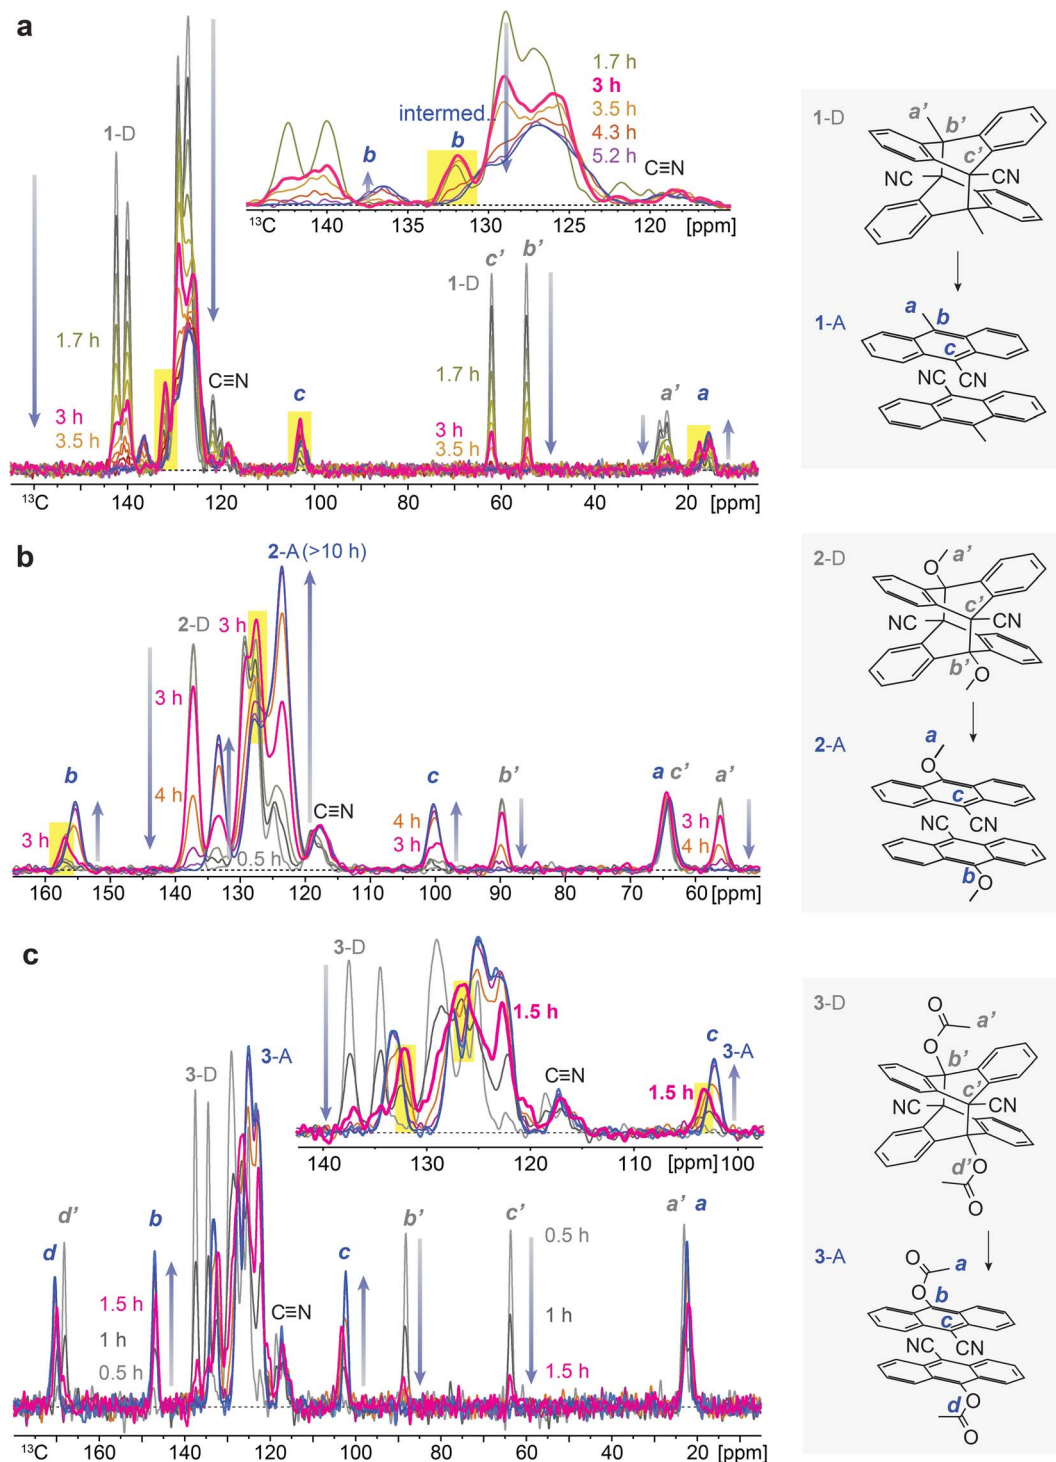 a
1-D
1.7 h
3 h
3.5 h
4.3 h
5.2 h
intermed..
b
b
C≡N
¹³C 140 135 130 125 120 [ppm]
1.7 h
3 h
3.5 h
C≡N
c
1-D
c’ b’
1.7 h
3 h
3.5 h
a’
a
¹³C 140 120 100 80 60 40 20 [ppm]
1-D
a’
b’
c’
NC
CN
1-A
a
b
c
NC
CN
b
2-A (>10 h)
2-D
3 h
3 h
4 h
b
3 h
0.5 h
C≡N
c
4 h
3 h
b’
a c’
a’
3 h
4 h
160 150 140 130 120 110 100 90 80 70 60 [ppm]
2-D
O
a’
c’
NC
CN
b’
O
2-A
a
O
c
NC
CN
b
O
c
3-D
1.5 h
C≡N
c
3-A
1.5 h
140 130 120 110 [ppm] 100
3-A
3-D
d’
d
b
1.5 h
1 h
0.5 h
C≡N
c
b’
c’
0.5 h
1 h
1.5 h
a’ a
¹³C 160 140 120 100 80 60 40 20 [ppm]
3-D
O
a’
O
b’
c’
NC
CN
d’
O
O
3-A
O
a
O
b
c
NC
CN
d
O
O